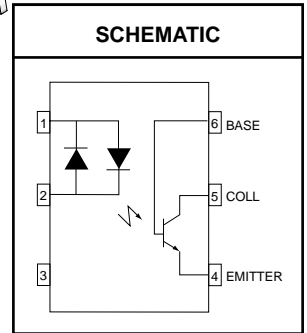 SCHEMATIC
1
6 BASE
2
5 COLL
3
4 EMITTER